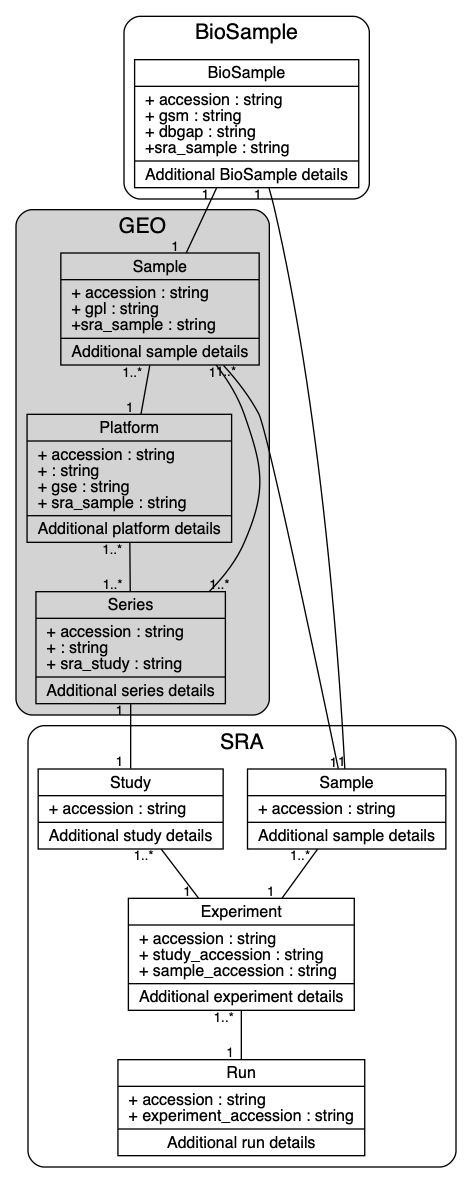 BioSample
BioSample
+ accession : string
+ gsm : string
+ dbgap : string
+sra_sample : string
Additional BioSample details
1 1
GEO
1
Sample
+ accession : string
+ gpl : string
+sra_sample : string
Additional sample details
1..* 1 1..*
1
Platform
+ accession : string
+ : string
+ gse : string
+ sra_sample : string
Additional platform details
1..*
1..* 1..*
Series
+ accession : string
+ : string
+ sra_study : string
Additional series details
1
SRA
1 1 1
Study
+ accession : string
Additional study details
Sample
+ accession : string
Additional sample details
1..* 1..*
1 1
Experiment
+ accession : string
+ study_accession : string
+ sample_accession : string
Additional experiment details
1..*
1
Run
+ accession : string
+ experiment_accession : string
Additional run details